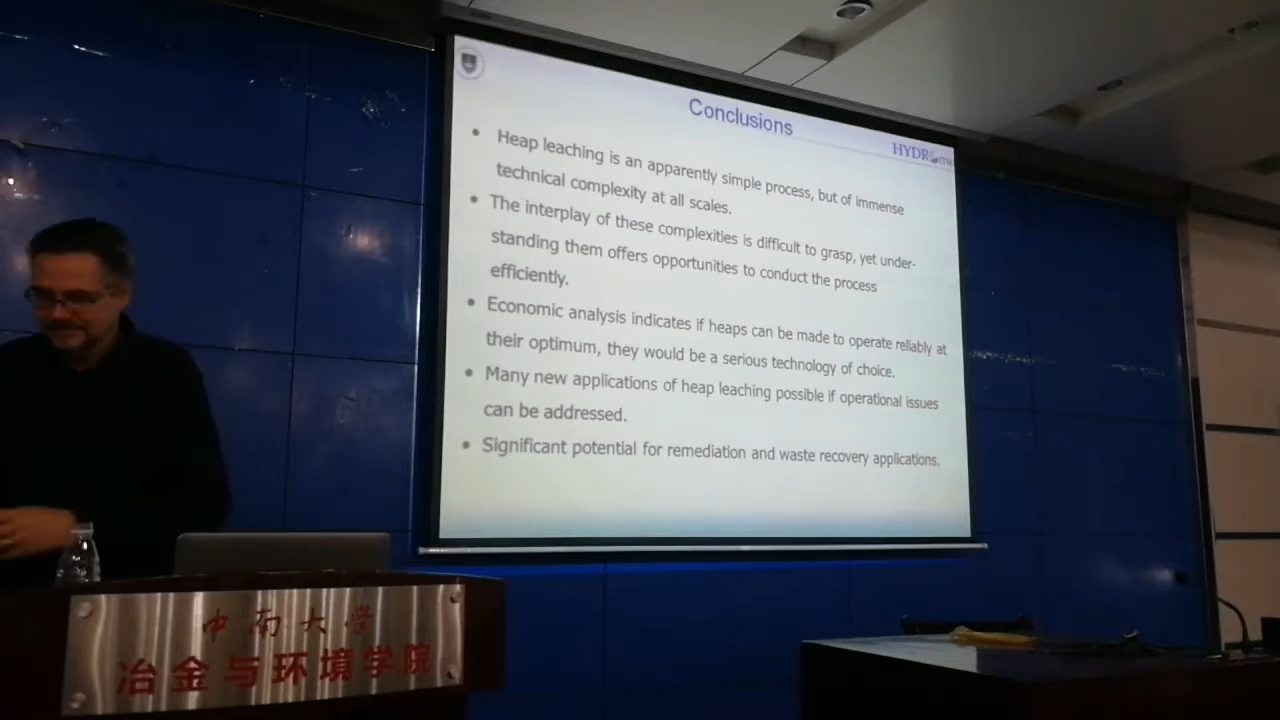 Conclusions
HYDR me
• Heap leaching is an apparently simple process, but of immense
technical complexity at all scales.
• The interplay of these complexities is difficult to grasp, yet under-
standing them offers opportunities to conduct the process
efficiently.
• Economic analysis indicates if heaps can be made to operate reliably at
their optimum, they would be a serious technology of choice.
• Many new applications of heap leaching possible if operational issues
can be addressed.
• Significant potential for remediation and waste recovery applications.
中南大学
冶金与环境学院